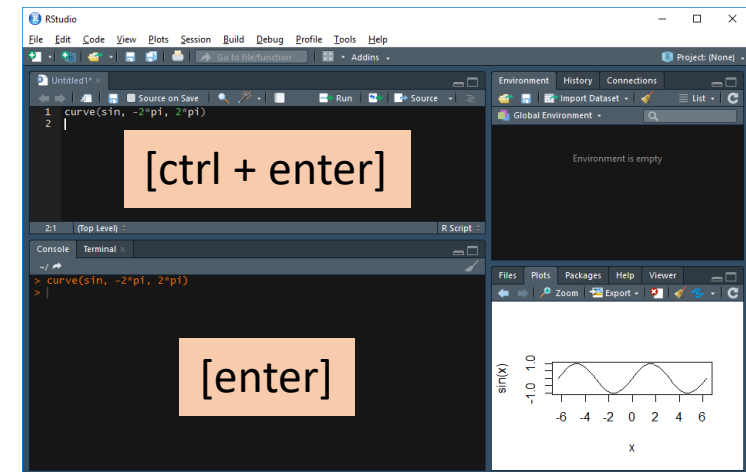 RStudio
File Edit Code View Plots Session Build Debug Profile Tools Help
Go to file/function Addins Project: (None)
Untitled1*
Source on Save Run Source
1 curve(sin, -2*pi, 2*pi)
2
[ctrl + enter]
2:1 (Top Level) R Script
Console Terminal
~/
> curve(sin, -2*pi, 2*pi)
>
[enter]
Environment History Connections
Import Dataset List
Global Environment
Environment is empty
Files Plots Packages Help Viewer
Zoom Export
sin(x)
-1.0 1.0
-6 -4 -2 0 2 4 6
x